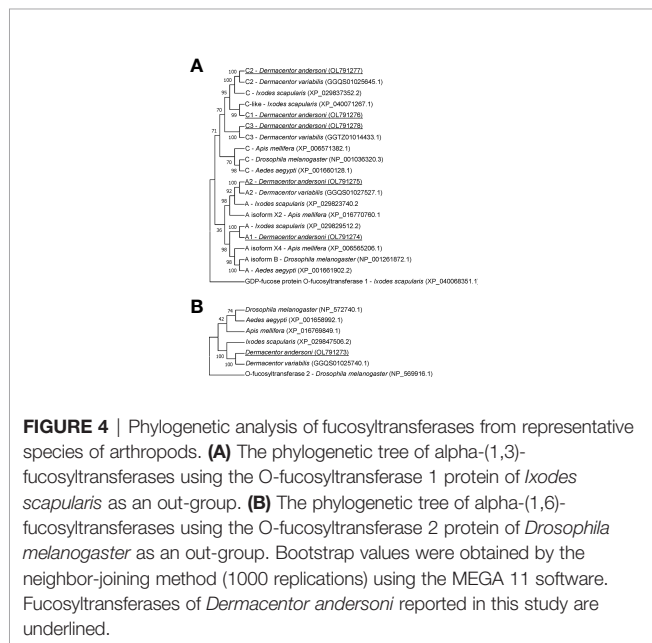 A
C2 - Dermacentor andersoni (OL791277)
C2 - Dermacentor variabilis (GGQS01025645.1)
C - Ixodes scapularis (XP_029837352.2)
C-like - Ixodes scapularis (XP_040071267.1)
C1 - Dermacentor andersoni (OL791276)
C3 - Dermacentor andersoni (OL791278)
C3 - Dermacentor variabilis (GGTZ01014433.1)
C - Apis mellifera (XP_006571382.1)
C - Drosophila melanogaster (NP_001036320.3)
C - Aedes aegypti (XP_001660128.1)
A2 - Dermacentor andersoni (OL791275)
A2 - Dermacentor variabilis (GGQS01027527.1)
A - Ixodes scapularis (XP_029823740.2
A isoform X2 - Apis mellifera (XP_016770760.1
A - Ixodes scapularis (XP_029829512.2)
A1 - Dermacentor andersoni (OL791274)
A isoform X4 - Apis mellifera (XP_006565206.1)
A isoform B - Drosophila melanogaster (NP_001261872.1)
A - Aedes aegypti (XP_001661902.2)
GDP-fucose protein O-fucosyltransferase 1 - Ixodes scapularis (XP_040068351.1)
100
100
95
99
70
100
71
70
98
100
92
98
36
100
98
98
100
B
Drosophila melanogaster (NP_572740.1)
Aedes aegypti (XP_001658992.1)
Apis mellifera (XP_016769849.1)
Ixodes scapularis (XP_029847506.2)
Dermacentor andersoni (OL791273)
Dermacentor variabilis (GGQS01025740.1)
O-fucosyltransferase 2 - Drosophila melanogaster (NP_569916.1)
74
42
100
100
FIGURE 4 | Phylogenetic analysis of fucosyltransferases from representative
species of arthropods. (A) The phylogenetic tree of alpha-(1,3)-
fucosyltransferases using the O-fucosyltransferase 1 protein of Ixodes
scapularis as an out-group. (B) The phylogenetic tree of alpha-(1,6)-
fucosyltransferases using the O-fucosyltransferase 2 protein of Drosophila
melanogaster as an out-group. Bootstrap values were obtained by the
neighbor-joining method (1000 replications) using the MEGA 11 software.
Fucosyltransferases of Dermacentor andersoni reported in this study are
underlined.